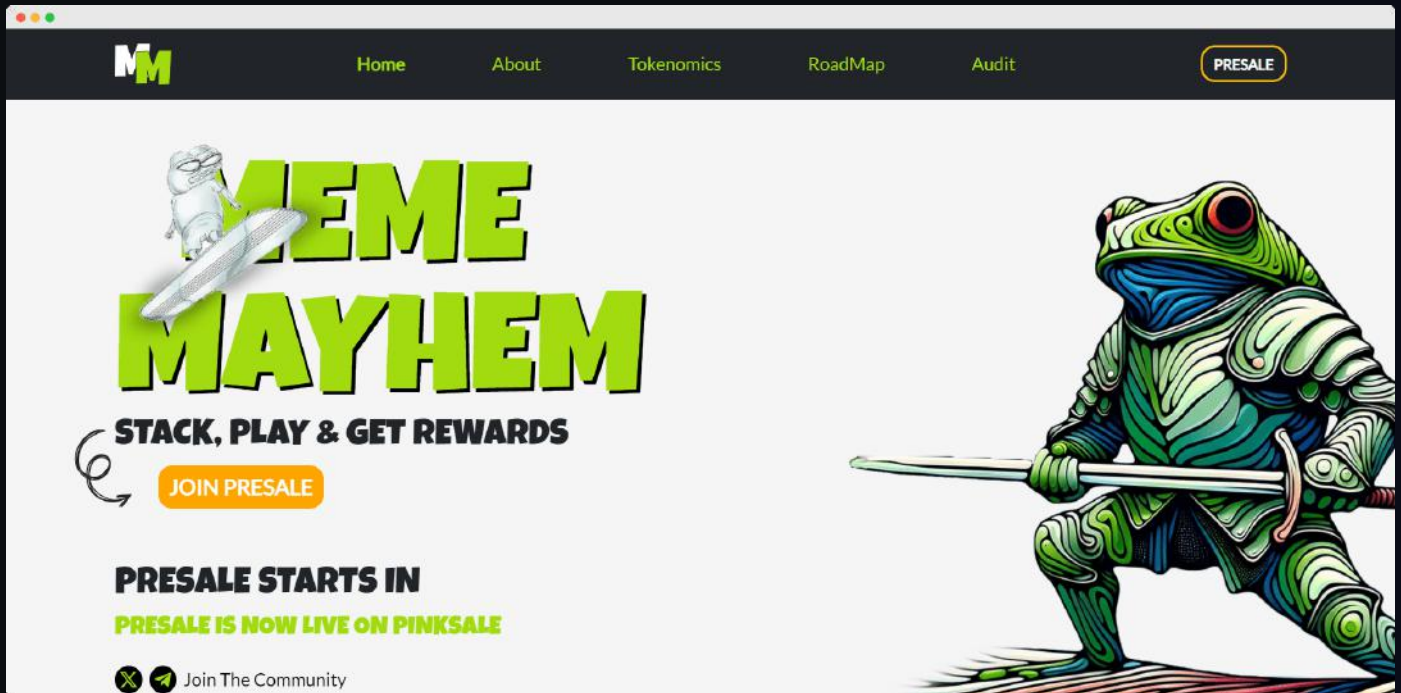 MM
Home About Tokenomics RoadMap Audit PRESALE
MEME
MAYHEM
STACK, PLAY & GET REWARDS
JOIN PRESALE
PRESALE STARTS IN
PRESALE IS NOW LIVE ON PINKSALE
X Join The Community